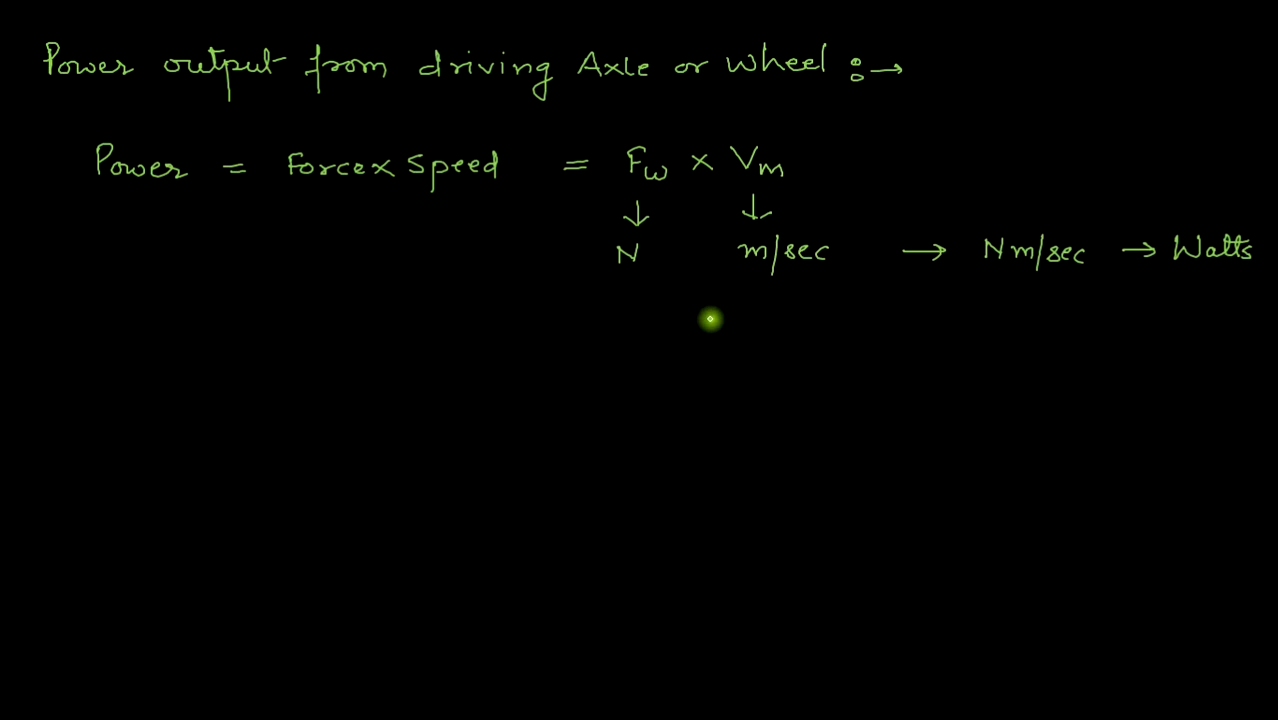 Power output from driving Axle or wheel :→
Power = Force x Speed = Fw x Vm
↓ ↓
N m/sec → Nm/sec → Watts